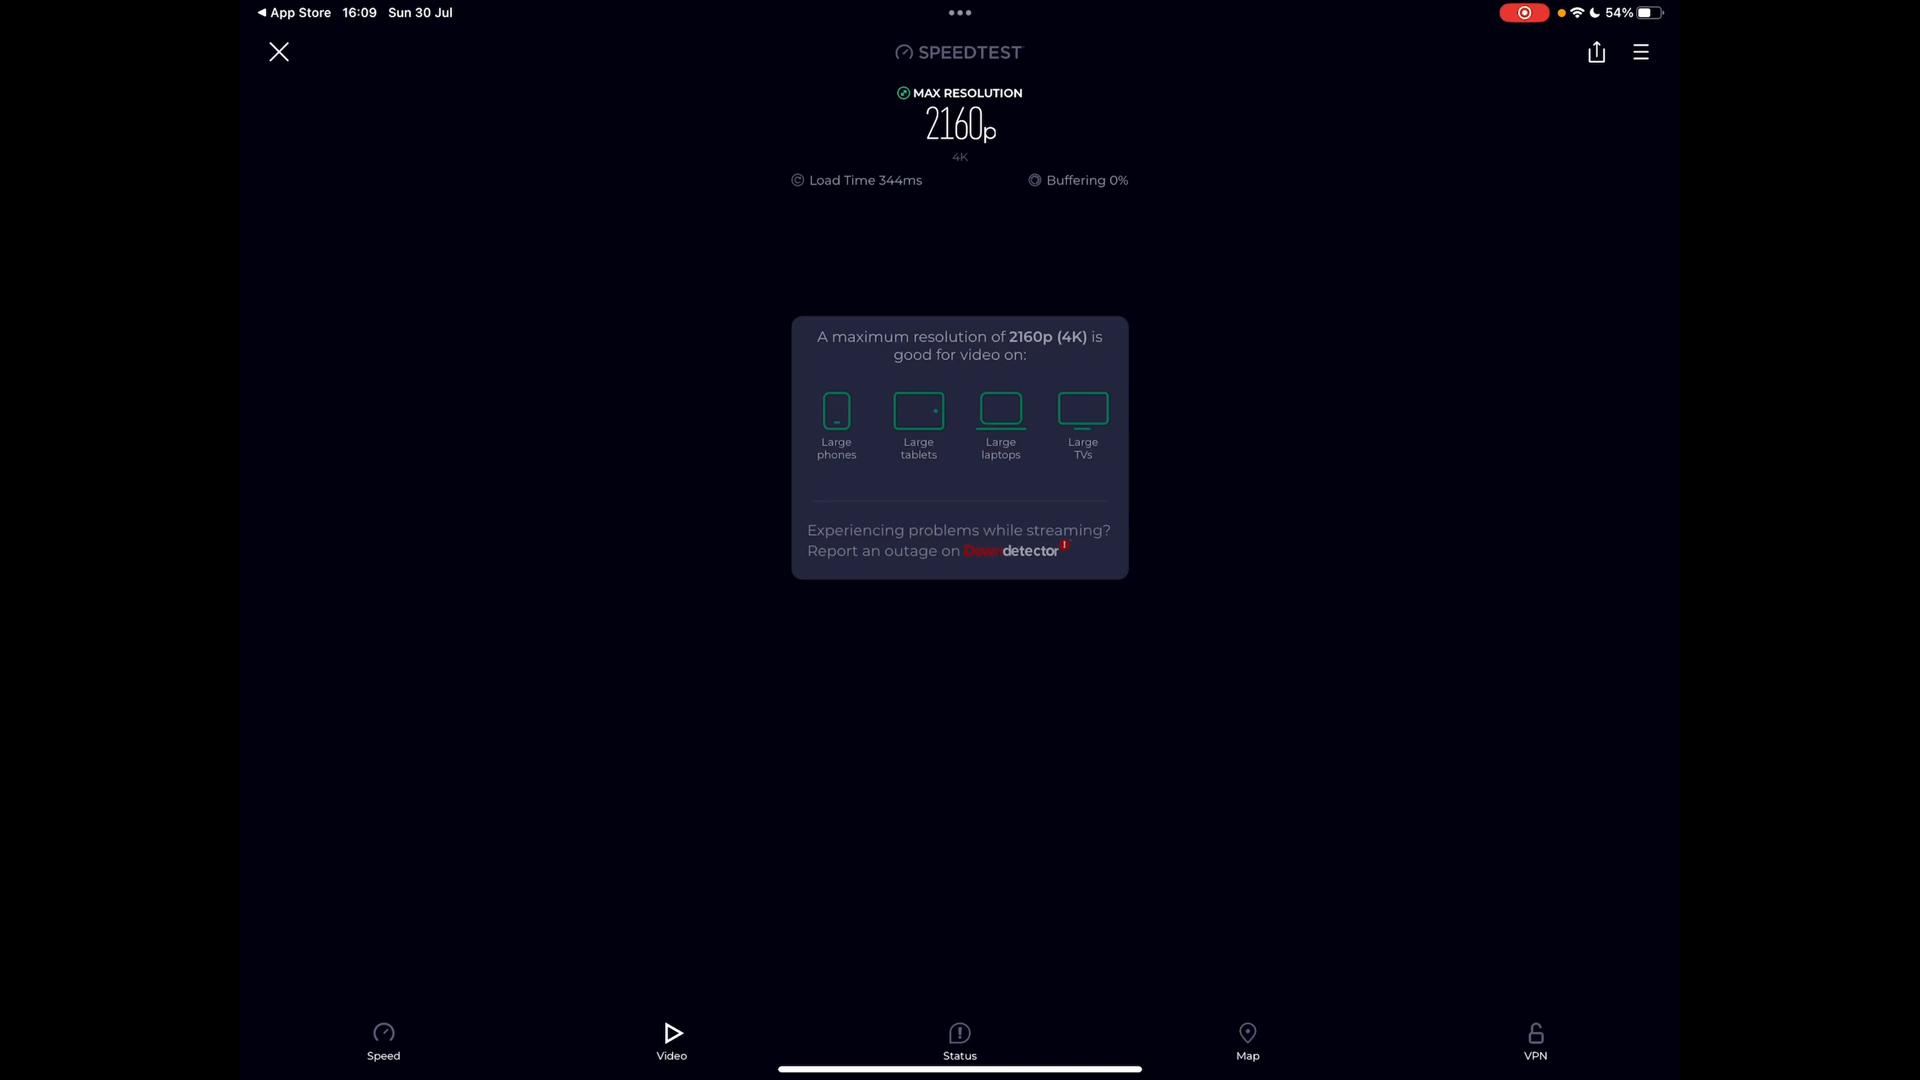 ◀ App Store 16:09 Sun 30 Jul
54%
SPEEDTEST
MAX RESOLUTION
2160p
4K
Load Time 344ms
Buffering 0%
A maximum resolution of 2160p (4K) is
good for video on:
Large
phones
Large
tablets
Large
laptops
Large
TVs
Experiencing problems while streaming?
Report an outage on Downdetector!
Speed
Video
Status
Map
VPN